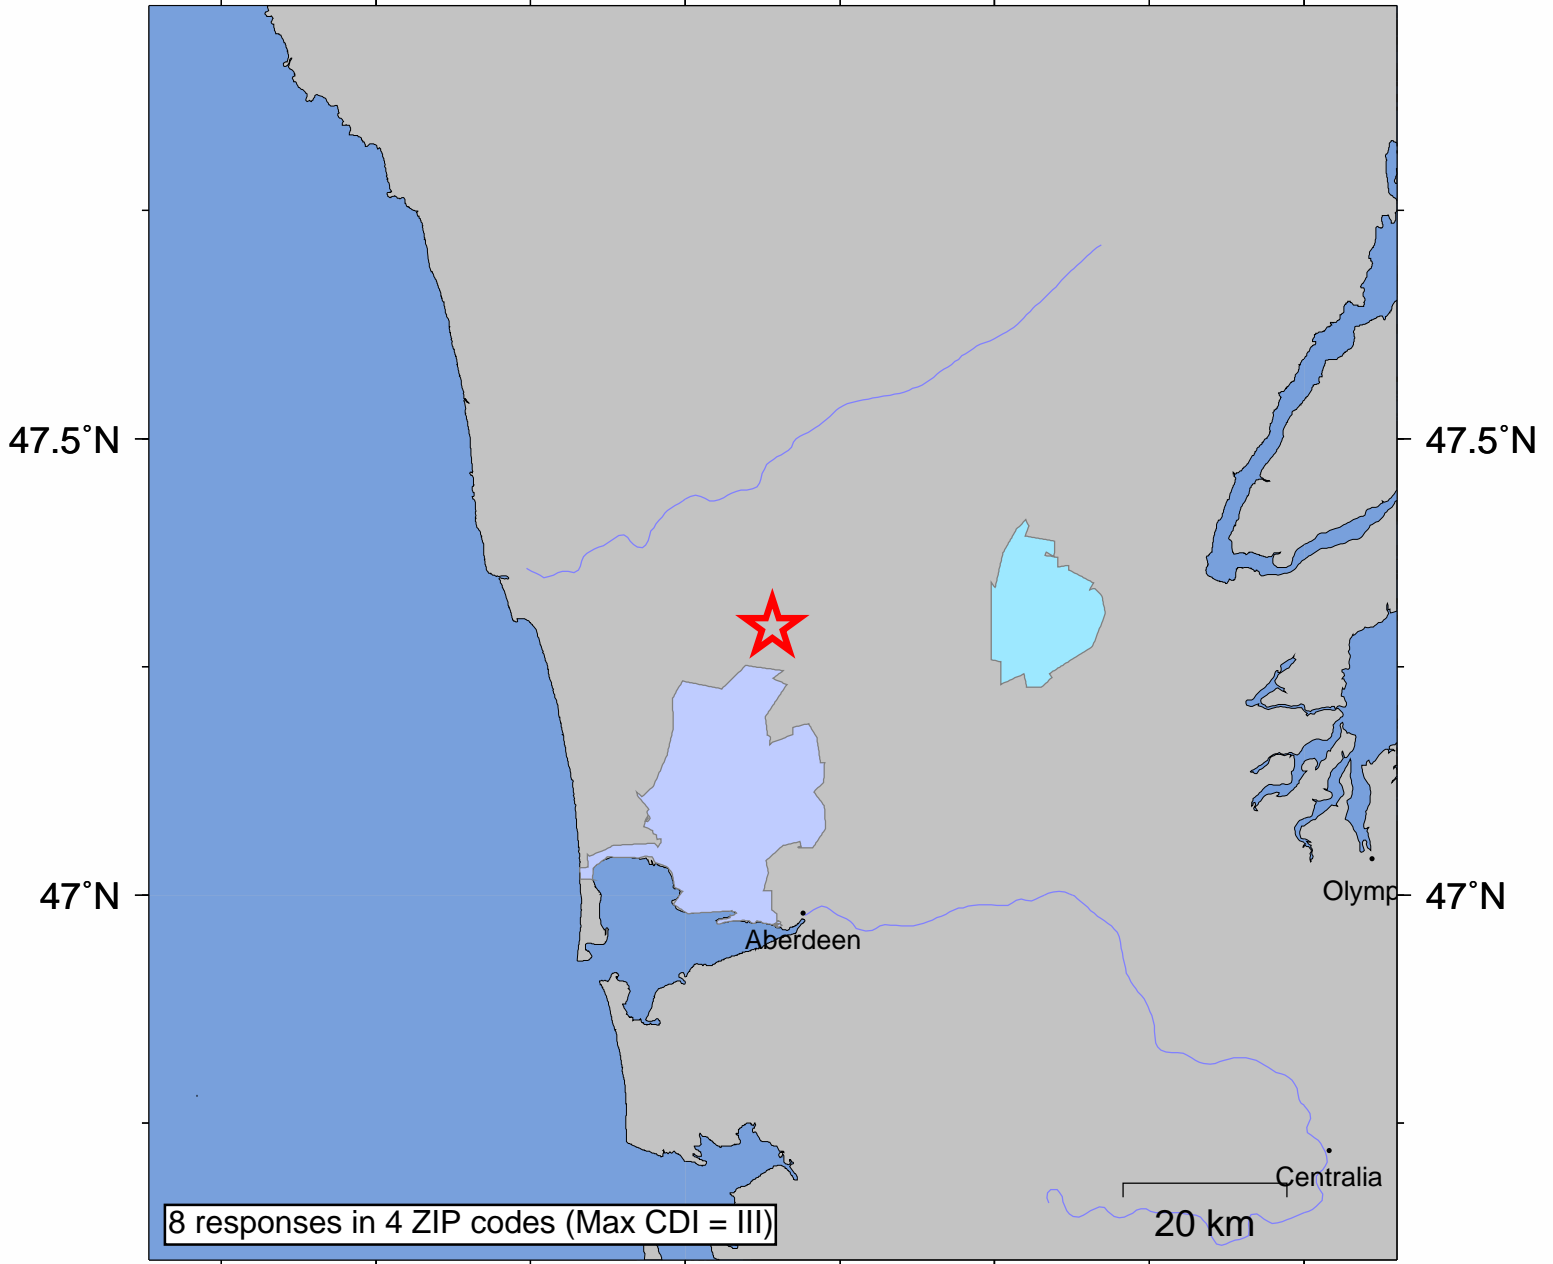 47.5˚N
47.5˚N
47˚N
47˚N
Olymp
Aberdeen
Centralia
20 km
8 responses in 4 ZIP codes (Max CDI = III)